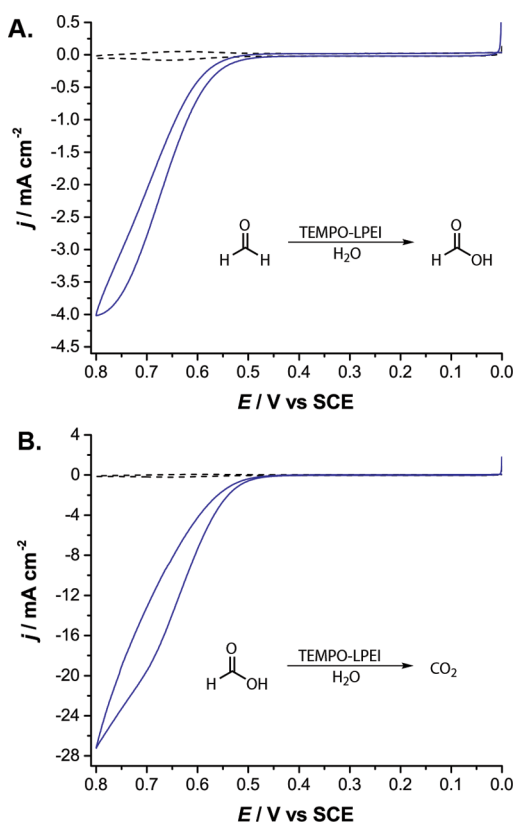 A.
0.5
0.0
-0.5
-1.0
-1.5
-2.0
-2.5
-3.0
-3.5
-4.0
-4.5
j / mA cm⁻²
O
H H
TEMPO-LPEI
H₂O
O
H OH
0.8 0.7 0.6 0.5 0.4 0.3 0.2 0.1 0.0
E / V vs SCE
B.
4
0
-4
-8
-12
-16
-20
-24
-28
j / mA cm⁻²
O
H OH
TEMPO-LPEI
H₂O
CO₂
0.8 0.7 0.6 0.5 0.4 0.3 0.2 0.1 0.0
E / V vs SCE